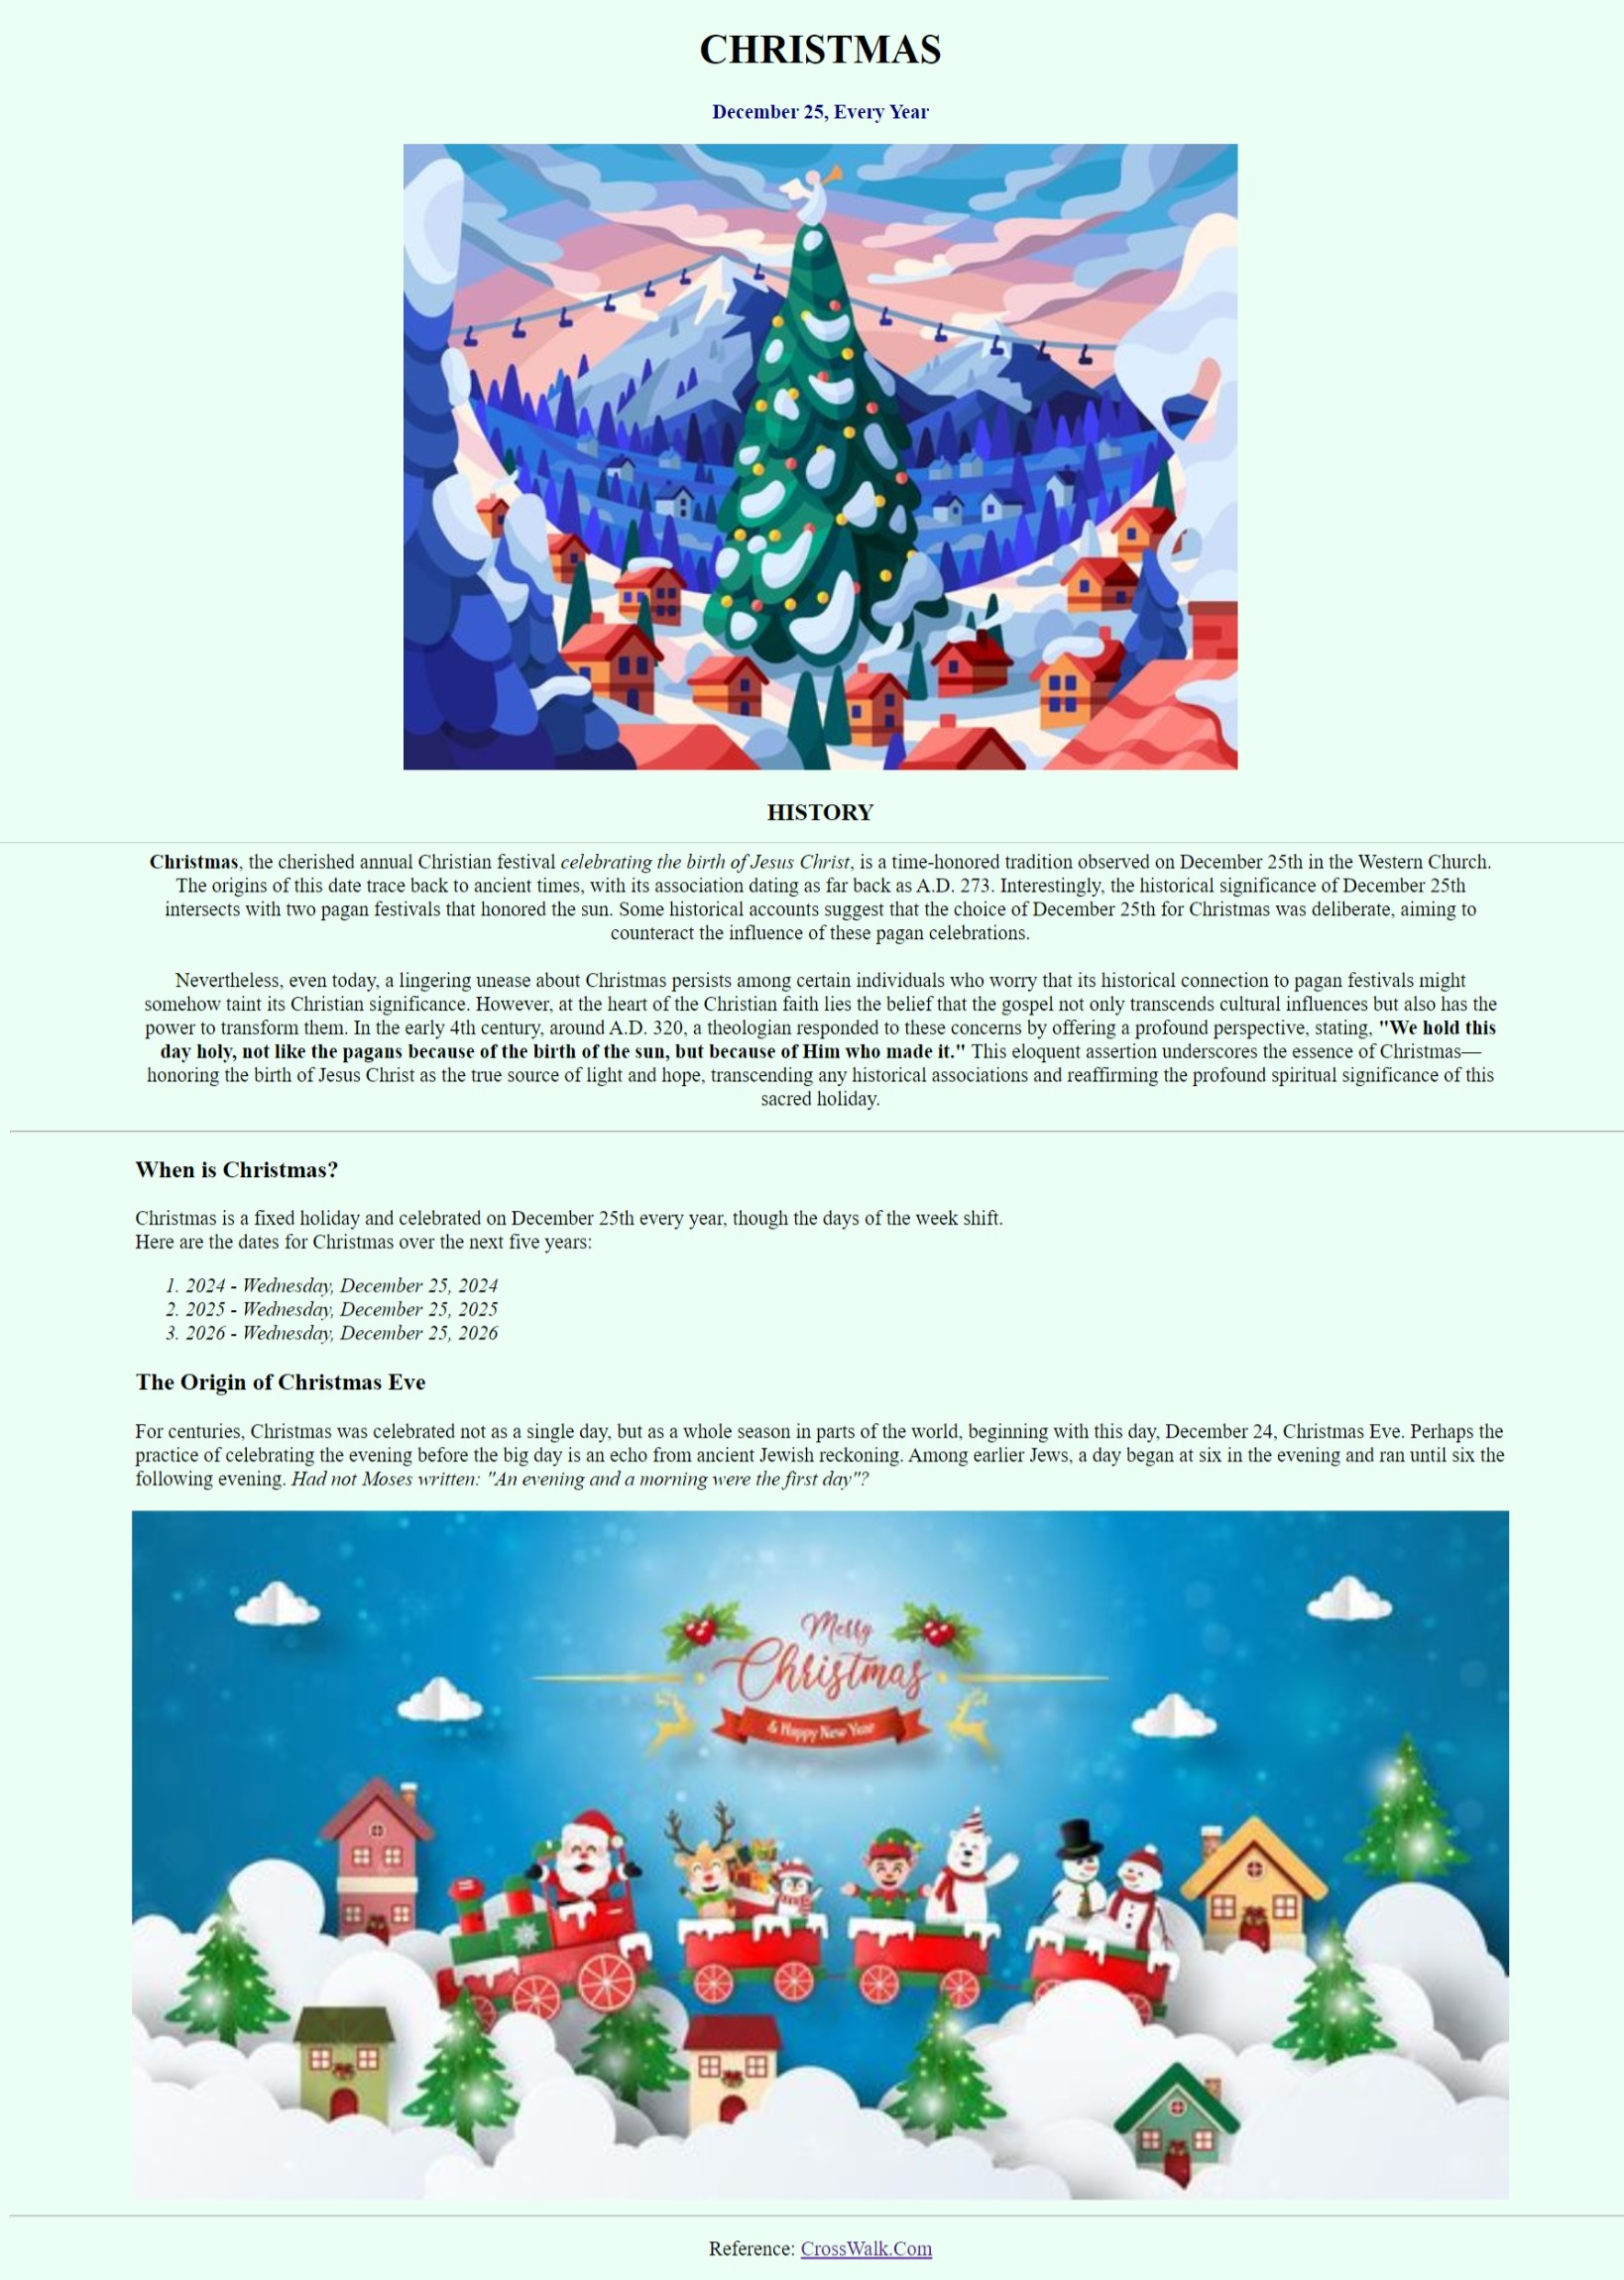 CHRISTMAS
December 25, Every Year
HISTORY
Christmas, the cherished annual Christian festival celebrating the birth of Jesus Christ, is a time-honored tradition observed on December 25th in the Western Church.
The origins of this date trace back to ancient times, with its association dating as far back as A.D. 273. Interestingly, the historical significance of December 25th
intersects with two pagan festivals that honored the sun. Some historical accounts suggest that the choice of December 25th for Christmas was deliberate, aiming to
counteract the influence of these pagan celebrations.
Nevertheless, even today, a lingering unease about Christmas persists among certain individuals who worry that its historical connection to pagan festivals might
somehow taint its Christian significance. However, at the heart of the Christian faith lies the belief that the gospel not only transcends cultural influences but also has the
power to transform them. In the early 4th century, around A.D. 320, a theologian responded to these concerns by offering a profound perspective, stating, "We hold this
day holy, not like the pagans because of the birth of the sun, but because of Him who made it." This eloquent assertion underscores the essence of Christmas—
honoring the birth of Jesus Christ as the true source of light and hope, transcending any historical associations and reaffirming the profound spiritual significance of this
sacred holiday.
When is Christmas?
Christmas is a fixed holiday and celebrated on December 25th every year, though the days of the week shift.
Here are the dates for Christmas over the next five years:
1. 2024 - Wednesday, December 25, 2024
2. 2025 - Wednesday, December 25, 2025
3. 2026 - Wednesday, December 25, 2026
The Origin of Christmas Eve
For centuries, Christmas was celebrated not as a single day, but as a whole season in parts of the world, beginning with this day, December 24, Christmas Eve. Perhaps the
practice of celebrating the evening before the big day is an echo from ancient Jewish reckoning. Among earlier Jews, a day began at six in the evening and ran until six the
following evening. Had not Moses written: "An evening and a morning were the first day"?
Merry
Christmas
& Happy New Year
Reference: CrossWalk.Com